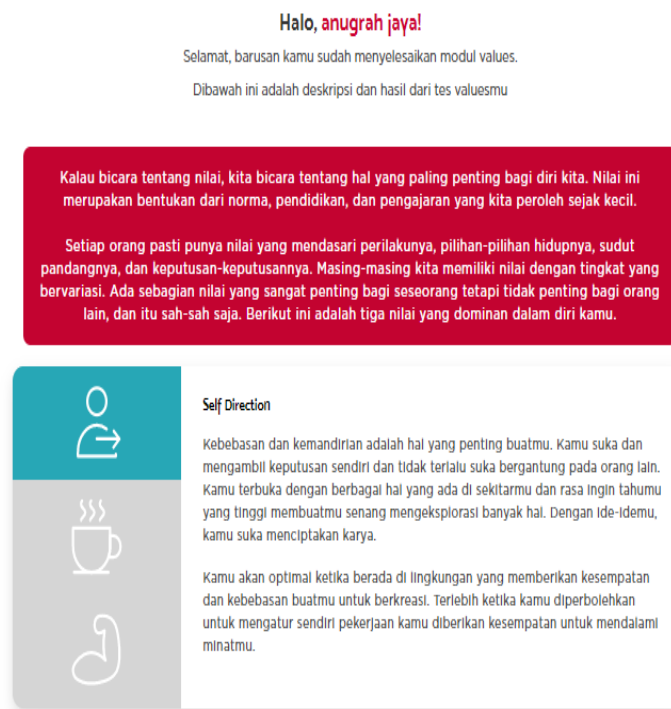 Halo, anugrah jaya!
Selamat, barusan kamu sudah menyelesaikan modul values.
Dibawah ini adalah deskripsi dan hasil dari tes valuesmu
Kalau bicara tentang nilai, kita bicara tentang hal yang paling penting bagi diri kita. Nilai ini
merupakan bentukan dari norma, pendidikan, dan pengajaran yang kita peroleh sejak kecil.
Setiap orang pasti punya nilai yang mendasari perilakunya, pilihan-pilihan hidupnya, sudut
pandangnya, dan keputusan-keputusannya. Masing-masing kita memiliki nilai dengan tingkat yang
bervariasi. Ada sebagian nilai yang sangat penting bagi seseorang tetapi tidak penting bagi orang
lain, dan itu sah-sah saja. Berikut ini adalah tiga nilai yang dominan dalam diri kamu.
Self Direction
Kebebasan dan kemandirian adalah hal yang penting buatmu. Kamu suka dan
mengambil keputusan sendiri dan tidak terlalu suka bergantung pada orang lain.
Kamu terbuka dengan berbagai hal yang ada di sekitarmu dan rasa ingin tahumu
yang tinggi membuatmu senang mengeksplorasi banyak hal. Dengan ide-idemu,
kamu suka menciptakan karya.
Kamu akan optimal ketika berada di lingkungan yang memberikan kesempatan
dan kebebasan buatmu untuk berkreasi. Terlebih ketika kamu diperbolehkan
untuk mengatur sendiri pekerjaan kamu diberikan kesempatan untuk mendalami
minatmu.